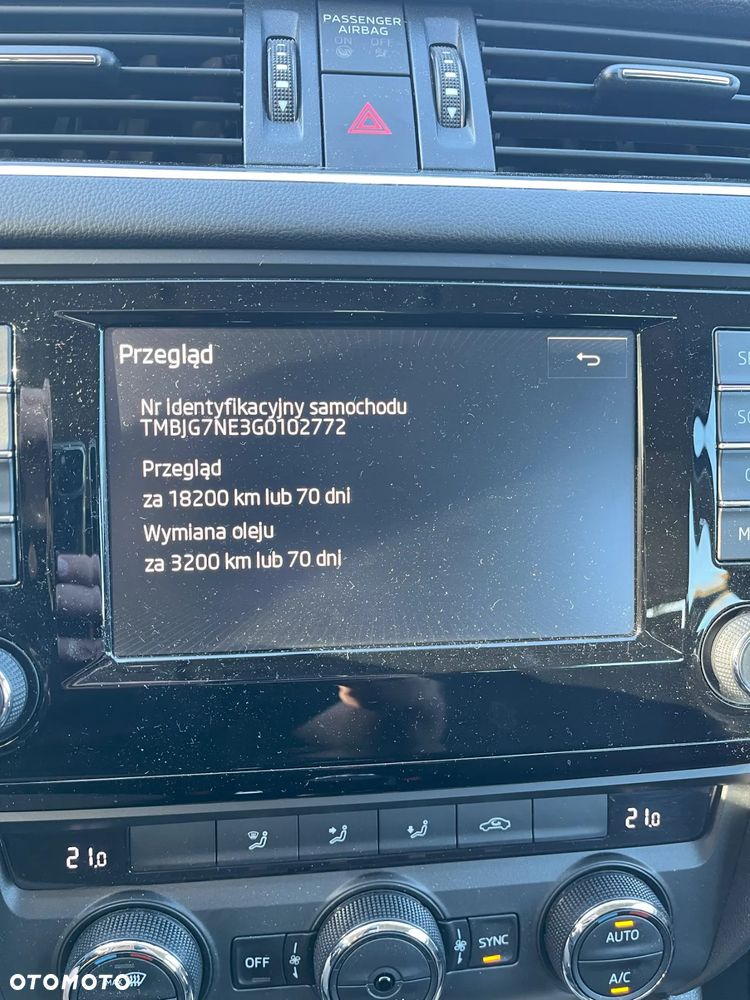 PASSENGER
AIRBAG
ON OFF
Przegląd
Nr identyfikacyjny samochodu
TMBJG7NE3G0102772
Przegląd
za 18200 km lub 70 dni
Wymiana oleju
za 3200 km lub 70 dni
21.0
21.0
OFF
SYNC
AUTO
A/C
MAX
OTOMOTO